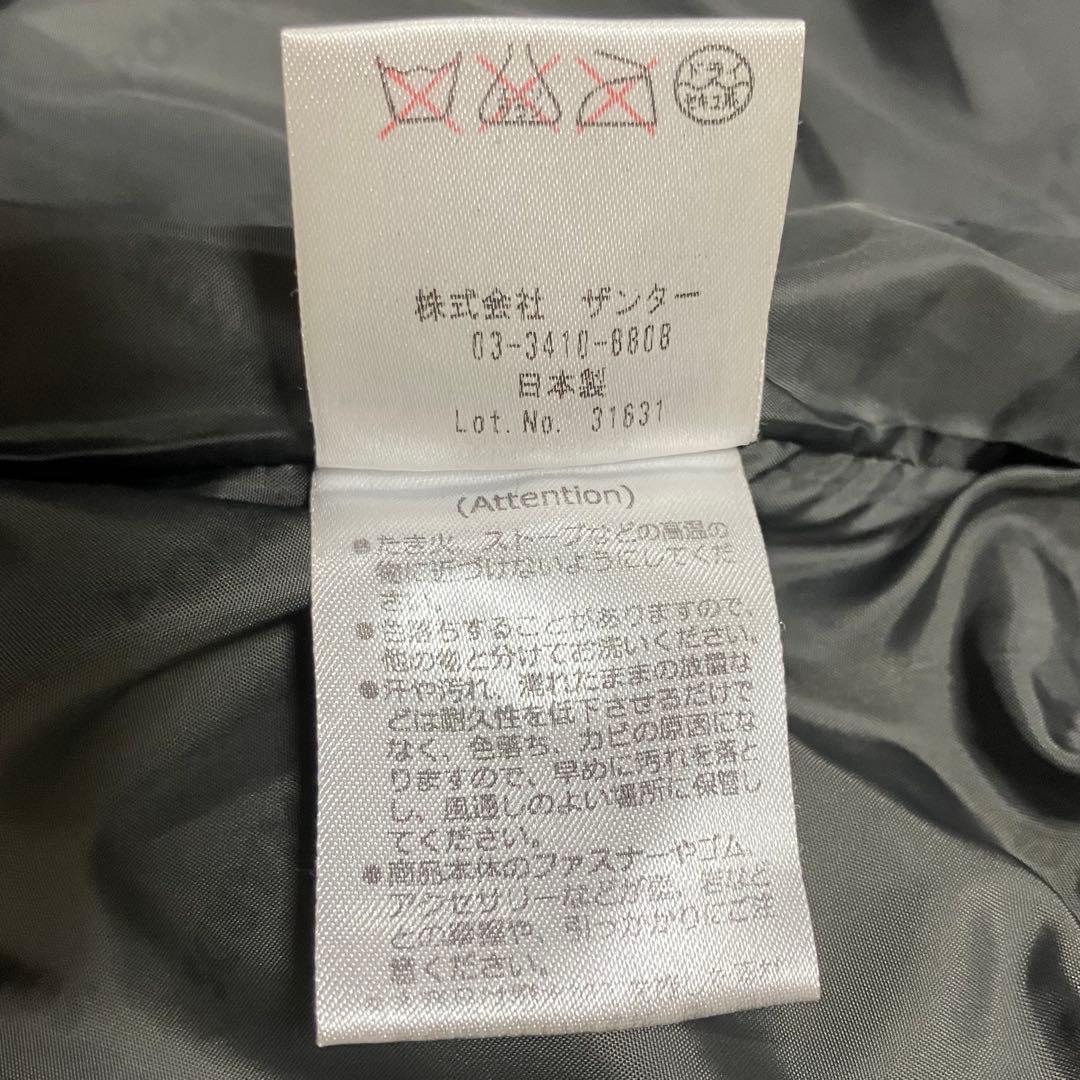 ドライ
セキユ系
株式会社 ザンター
03-3410-8808
日本製
Lot.No. 31631
(Attention)
●たき火、ストーブなどの高温の
物に近づけないようにしてくだ
さい。
●色落ちすることがありますので、
他の物と分けてお洗いください。
●汗や汚れ、濡れたままの放置な
どは耐久性を低下させるだけで
なく、色落ち、カビの原因にな
りますので、早めに汚れを落と
し、風通しのよい場所に保管し
てください。
●商品本体のファスナーやゴム、
アクセサリーなどが壁、家具な
との摩擦や、引っかかりにご注
意ください。